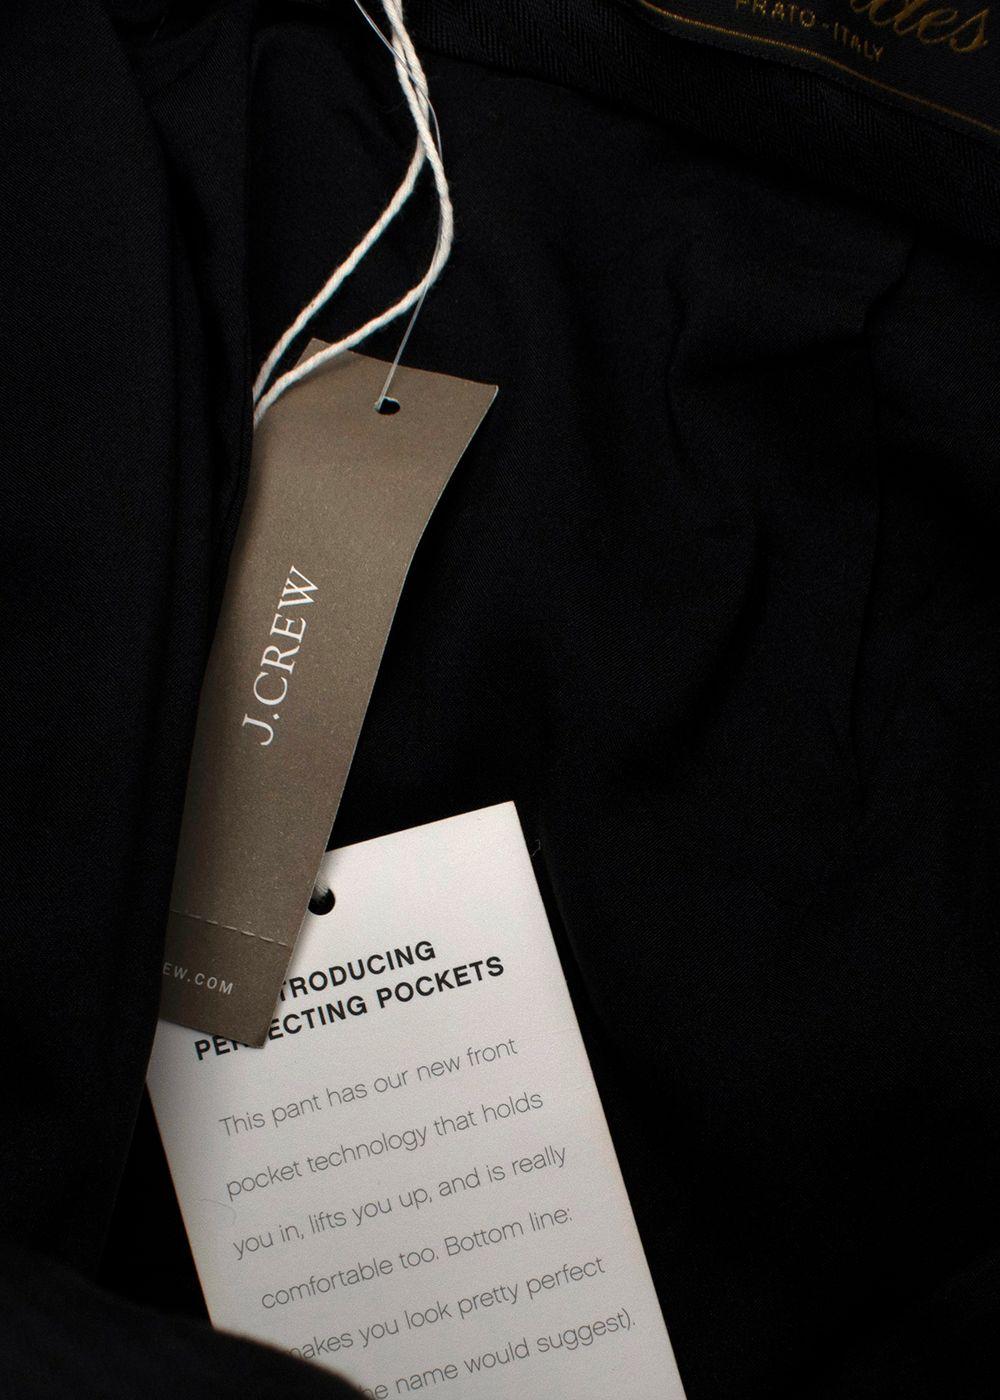 PRATO - ITALY
J.CREW
EW.COM
TRODUCING
PERFECTING POCKETS
This pant has our new front
pocket technology that holds
you in, lifts you up, and is really
comfortable too. Bottom line:
makes you look pretty perfect
he name would suggest).